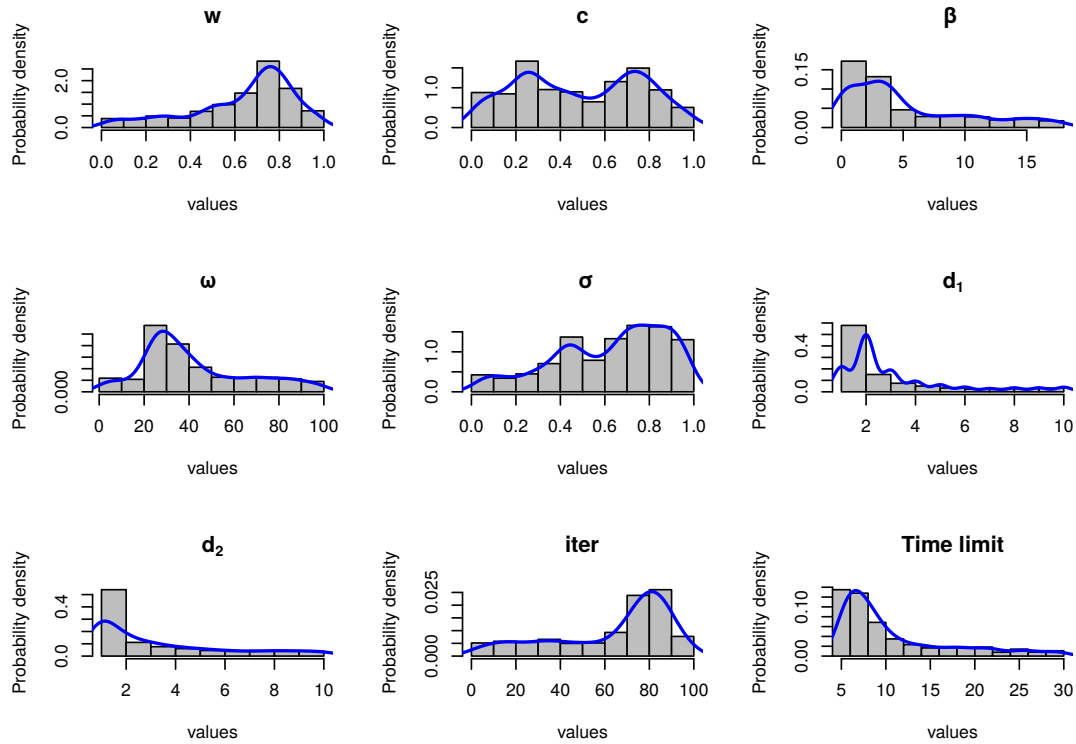 w
Probability density
0.0 2.0
0.0 0.2 0.4 0.6 0.8 1.0
values
c
Probability density
0.0 1.0
0.0 0.2 0.4 0.6 0.8 1.0
values
β
Probability density
0.00 0.15
0 5 10 15
values
ω
Probability density
0.000
0 20 40 60 80 100
values
σ
Probability density
0.0 1.0
0.0 0.2 0.4 0.6 0.8 1.0
values
d₁
Probability density
0.0 0.4
2 4 6 8 10
values
d₂
Probability density
0.0 0.4
2 4 6 8 10
values
iter
Probability density
0.000 0.025
0 20 40 60 80 100
values
Time limit
Probability density
0.00 0.10
5 10 15 20 25 30
values